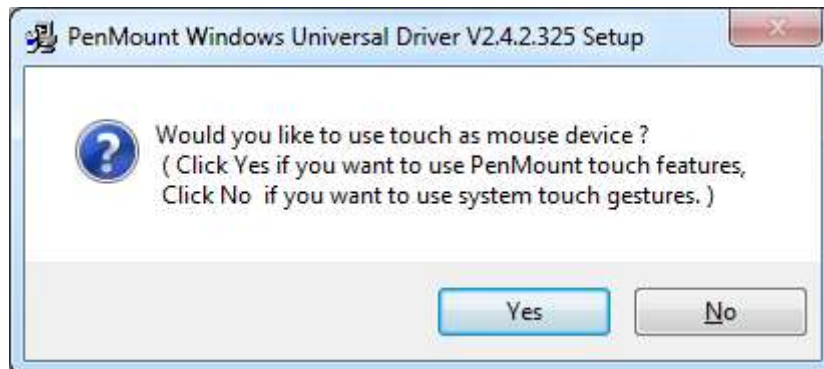 PenMount Windows Universal Driver V2.4.2.325 Setup
Would you like to use touch as mouse device ?
( Click Yes if you want to use PenMount touch features,
Click No  if you want to use system touch gestures. )
Yes
No